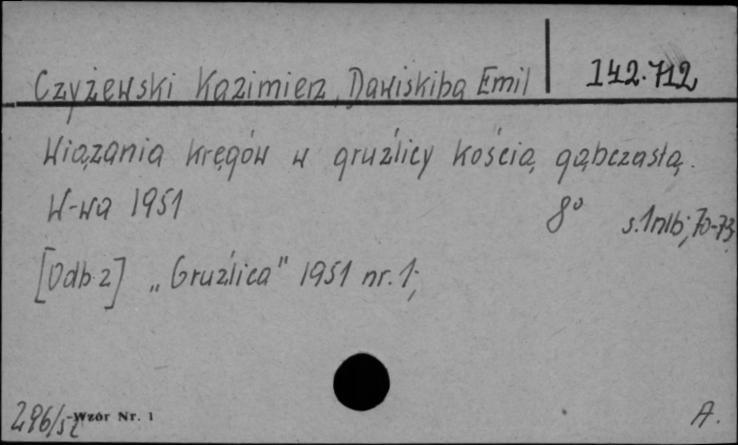 Czyżewski Kazimierz, Dawiskiba Emil 142.712
Wiązania kręgów w gruźlicy kością gąbczastą.
W-wa 1951 8° s.1nlb; 70-73
[Odb z] „Gruźlica" 1951 nr. 1;
296/52 Wzór Nr. 1 A.